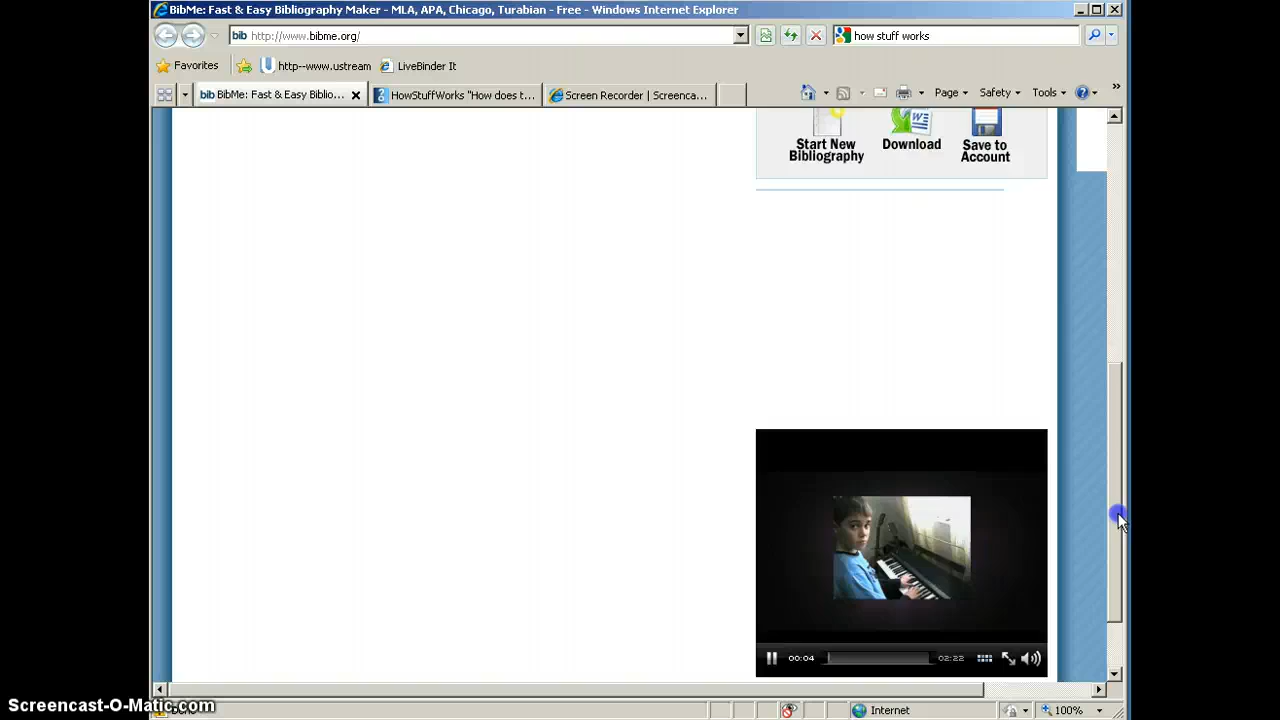 BibMe: Fast & Easy Bibliography Maker - MLA, APA, Chicago, Turabian - Free - Windows Internet Explorer
bib http://www.bibme.org/
how stuff works
Favorites
http--www.ustream
LiveBinder It
bib BibMe: Fast & Easy Biblio...
HowStuffWorks "How does t...
Screen Recorder | Screenca...
Page
Safety
Tools
»
Start New
Bibliography
Download
Save to
Account
00:04
02:22
Screencast-O-Matic.com
Internet
100%